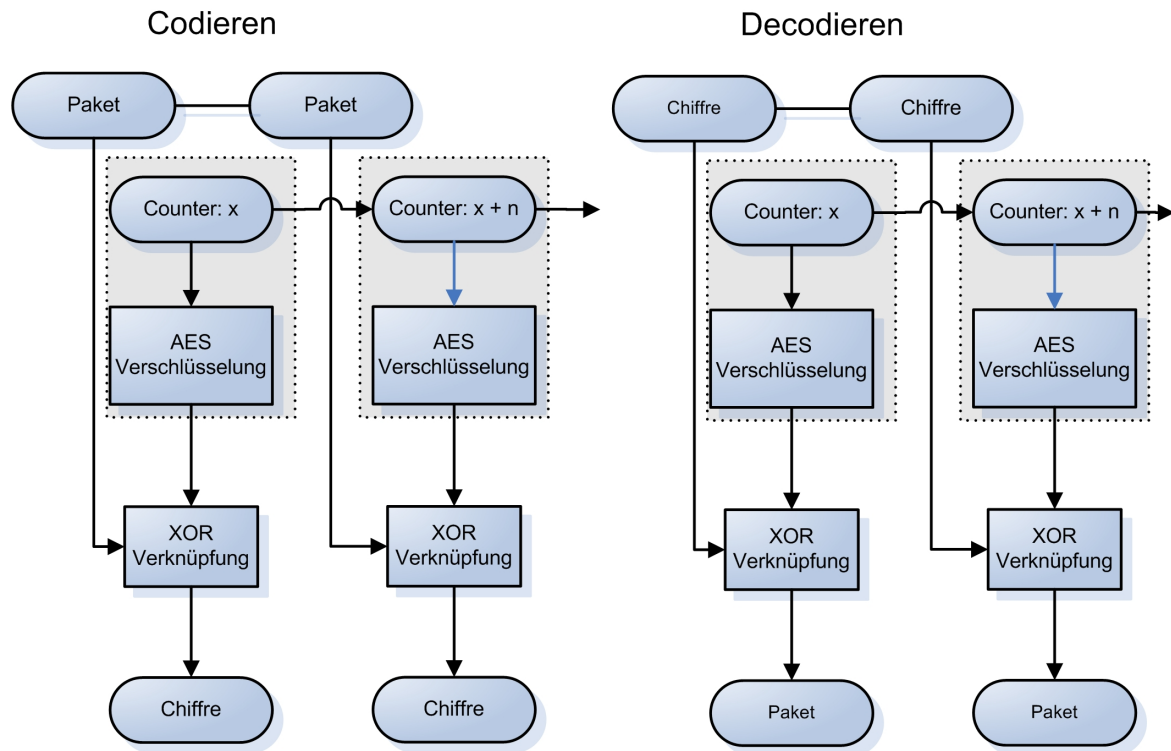 Codieren
Decodieren
Paket
Paket
Chiffre
Chiffre
Counter: x
Counter: x + n
Counter: x
Counter: x + n
AES
Verschlüsselung
AES
Verschlüsselung
AES
Verschlüsselung
AES
Verschlüsselung
XOR
Verknüpfung
XOR
Verknüpfung
XOR
Verknüpfung
XOR
Verknüpfung
Chiffre
Chiffre
Paket
Paket